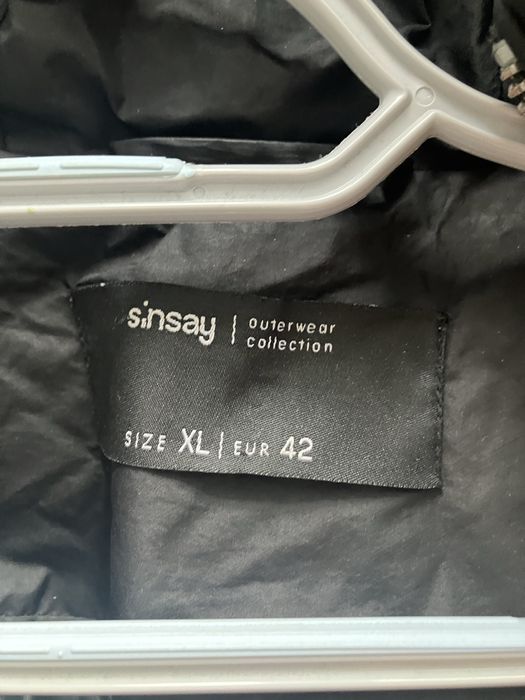 sinsay | outerwear
collection
SIZE XL | EUR 42